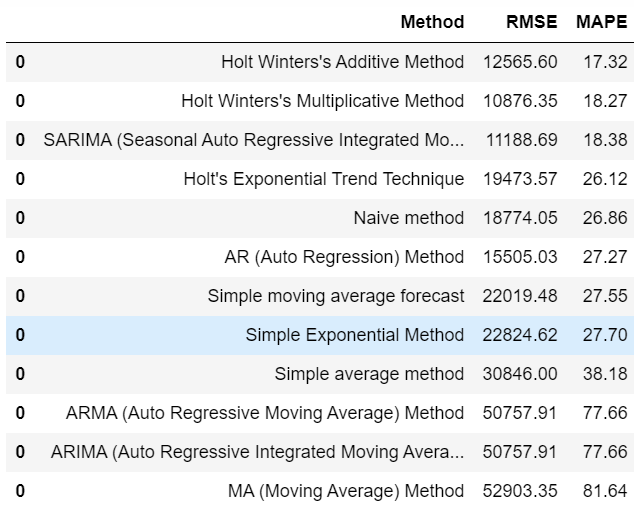 Method RMSE MAPE
0 Holt Winters's Additive Method 12565.60 17.32
0 Holt Winters's Multiplicative Method 10876.35 18.27
0 SARIMA (Seasonal Auto Regressive Integrated Mo... 11188.69 18.38
0 Holt's Exponential Trend Technique 19473.57 26.12
0 Naive method 18774.05 26.86
0 AR (Auto Regression) Method 15505.03 27.27
0 Simple moving average forecast 22019.48 27.55
0 Simple Exponential Method 22824.62 27.70
0 Simple average method 30846.00 38.18
0 ARMA (Auto Regressive Moving Average) Method 50757.91 77.66
0 ARIMA (Auto Regressive Integrated Moving Avera... 50757.91 77.66
0 MA (Moving Average) Method 52903.35 81.64